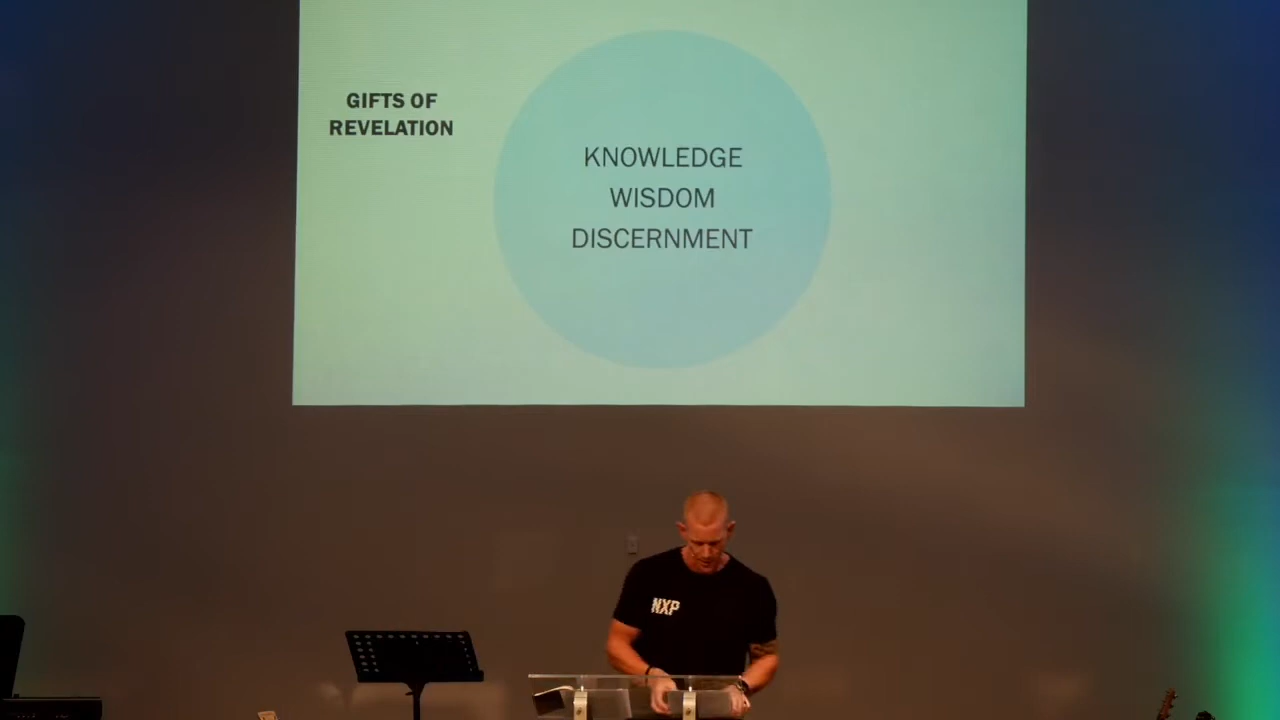 GIFTS OF
REVELATION
KNOWLEDGE
WISDOM
DISCERNMENT
NXP